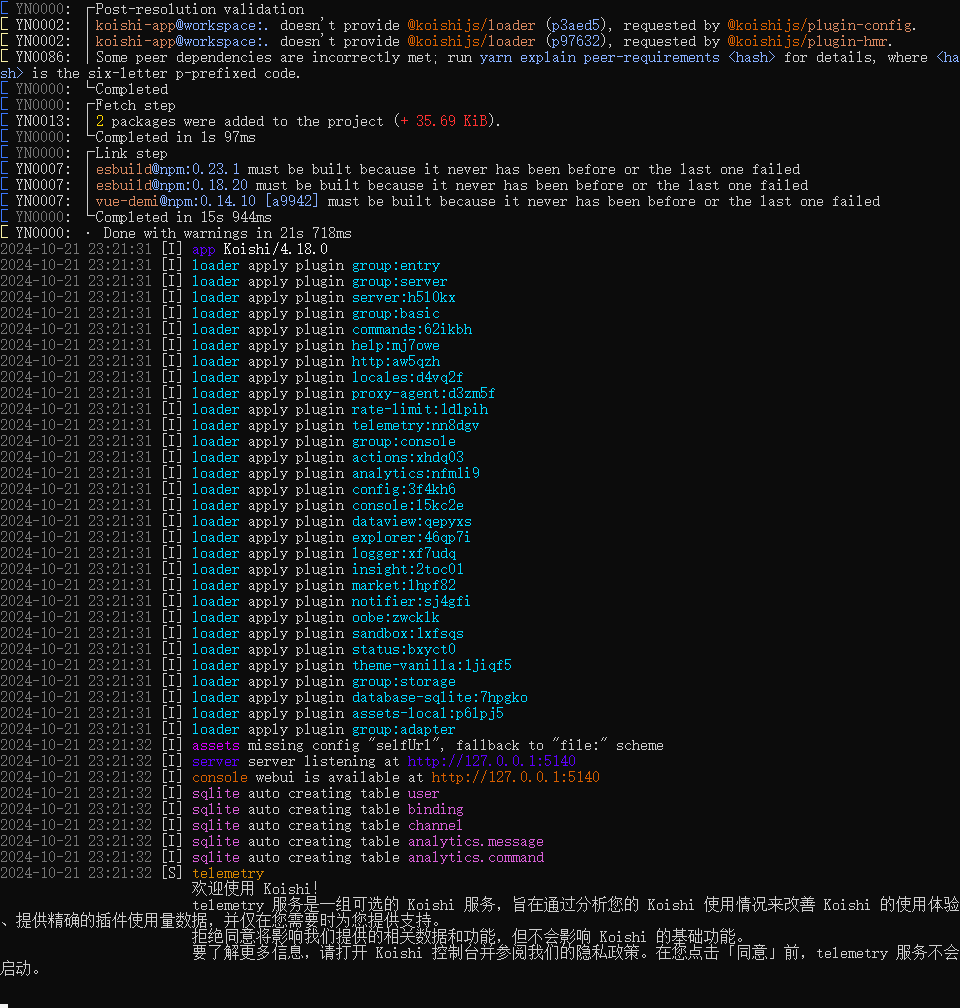 [ YN0000: ┌Post-resolution validation
[ YN0002: │ koishi-app@workspace:. doesn't provide @koishijs/loader (p3aed5), requested by @koishijs/plugin-config.
[ YN0002: │ koishi-app@workspace:. doesn't provide @koishijs/loader (p97632), requested by @koishijs/plugin-hmr.
[ YN0086: │ Some peer dependencies are incorrectly met; run yarn explain peer-requirements <hash> for details, where <ha
sh> is the six-letter p-prefixed code.
[ YN0000: └Completed
[ YN0000: ┌Fetch step
[ YN0013: │ 2 packages were added to the project (+ 35.69 KiB).
[ YN0000: └Completed in 1s 97ms
[ YN0000: ┌Link step
[ YN0007: │ esbuild@npm:0.23.1 must be built because it never has been before or the last one failed
[ YN0007: │ esbuild@npm:0.18.20 must be built because it never has been before or the last one failed
[ YN0007: │ vue-demi@npm:0.14.10 [a9942] must be built because it never has been before or the last one failed
[ YN0000: └Completed in 15s 944ms
[ YN0000: · Done with warnings in 21s 718ms
2024-10-21 23:21:31 [I] app Koishi/4.18.0
2024-10-21 23:21:31 [I] loader apply plugin group:entry
2024-10-21 23:21:31 [I] loader apply plugin group:server
2024-10-21 23:21:31 [I] loader apply plugin server:h510kx
2024-10-21 23:21:31 [I] loader apply plugin group:basic
2024-10-21 23:21:31 [I] loader apply plugin commands:62ikbh
2024-10-21 23:21:31 [I] loader apply plugin help:mj7owe
2024-10-21 23:21:31 [I] loader apply plugin http:aw5qzh
2024-10-21 23:21:31 [I] loader apply plugin locales:d4vq2f
2024-10-21 23:21:31 [I] loader apply plugin proxy-agent:d3zm5f
2024-10-21 23:21:31 [I] loader apply plugin rate-limit:1dlpih
2024-10-21 23:21:31 [I] loader apply plugin telemetry:nn8dgv
2024-10-21 23:21:31 [I] loader apply plugin group:console
2024-10-21 23:21:31 [I] loader apply plugin actions:xhdq03
2024-10-21 23:21:31 [I] loader apply plugin analytics:nfmli9
2024-10-21 23:21:31 [I] loader apply plugin config:3f4kh6
2024-10-21 23:21:31 [I] loader apply plugin console:15kc2e
2024-10-21 23:21:31 [I] loader apply plugin dataview:qepyxs
2024-10-21 23:21:31 [I] loader apply plugin explorer:46qp7i
2024-10-21 23:21:31 [I] loader apply plugin logger:xf7udq
2024-10-21 23:21:31 [I] loader apply plugin insight:2toc01
2024-10-21 23:21:31 [I] loader apply plugin market:1hpf82
2024-10-21 23:21:31 [I] loader apply plugin notifier:sj4gfi
2024-10-21 23:21:31 [I] loader apply plugin oobe:zwcklk
2024-10-21 23:21:31 [I] loader apply plugin sandbox:1xfsqs
2024-10-21 23:21:31 [I] loader apply plugin status:bxyct0
2024-10-21 23:21:31 [I] loader apply plugin theme-vanilla:1jiqf5
2024-10-21 23:21:31 [I] loader apply plugin group:storage
2024-10-21 23:21:31 [I] loader apply plugin database-sqlite:7hpgko
2024-10-21 23:21:31 [I] loader apply plugin assets-local:p6lpj5
2024-10-21 23:21:31 [I] loader apply plugin group:adapter
2024-10-21 23:21:32 [I] assets missing config "selfUrl", fallback to "file:" scheme
2024-10-21 23:21:32 [I] server server listening at http://127.0.0.1:5140
2024-10-21 23:21:32 [I] console webui is available at http://127.0.0.1:5140
2024-10-21 23:21:32 [I] sqlite auto creating table user
2024-10-21 23:21:32 [I] sqlite auto creating table binding
2024-10-21 23:21:32 [I] sqlite auto creating table channel
2024-10-21 23:21:32 [I] sqlite auto creating table analytics.message
2024-10-21 23:21:32 [I] sqlite auto creating table analytics.command
2024-10-21 23:21:32 [S] telemetry
欢迎使用 Koishi!
telemetry 服务是一组可选的 Koishi 服务，旨在通过分析您的 Koishi 使用情况来改善 Koishi 的使用体验
、提供精确的插件使用量数据，并仅在您需要时为您提供支持。
拒绝同意将影响我们提供的相关数据和功能，但不会影响 Koishi 的基础功能。
要了解更多信息，请打开 Koishi 控制台并参阅我们的隐私政策。在您点击「同意」前，telemetry 服务不会
启动。